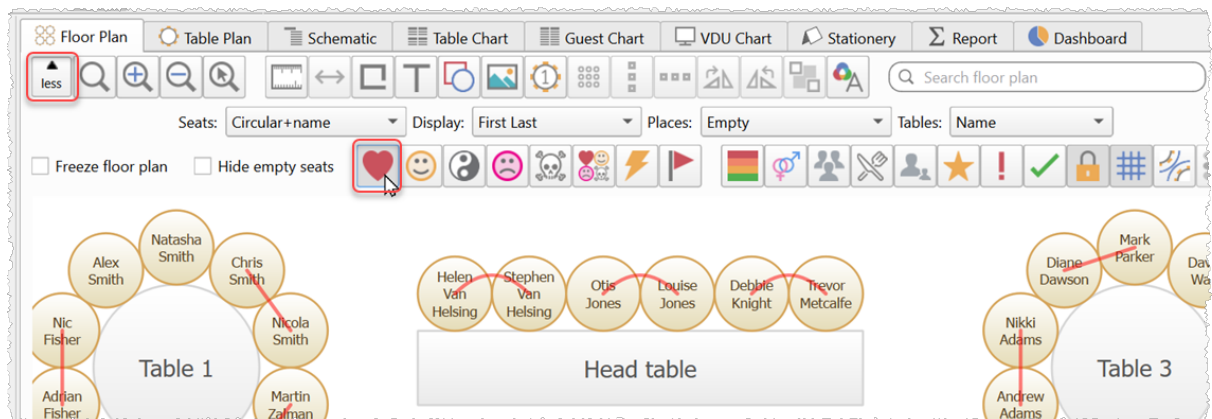 Floor Plan
Table Plan
Schematic
Table Chart
Guest Chart
VDU Chart
Stationery
Report
Dashboard
less
1
Search floor plan
Seats: Circular+name
Display: First Last
Places: Empty
Tables: Name
Freeze floor plan
Hide empty seats
Natasha
Smith
Alex
Smith
Chris
Smith
Nic
Fisher
Nicola
Smith
Table 1
Adrian
Fisher
Martin
Zalman
Helen
Van
Helsing
Stephen
Van
Helsing
Otis
Jones
Louise
Jones
Debbie
Knight
Trevor
Metcalfe
Head table
Mark
Parker
Diane
Dawson
Nikki
Adams
Table 3
Andrew
Adams